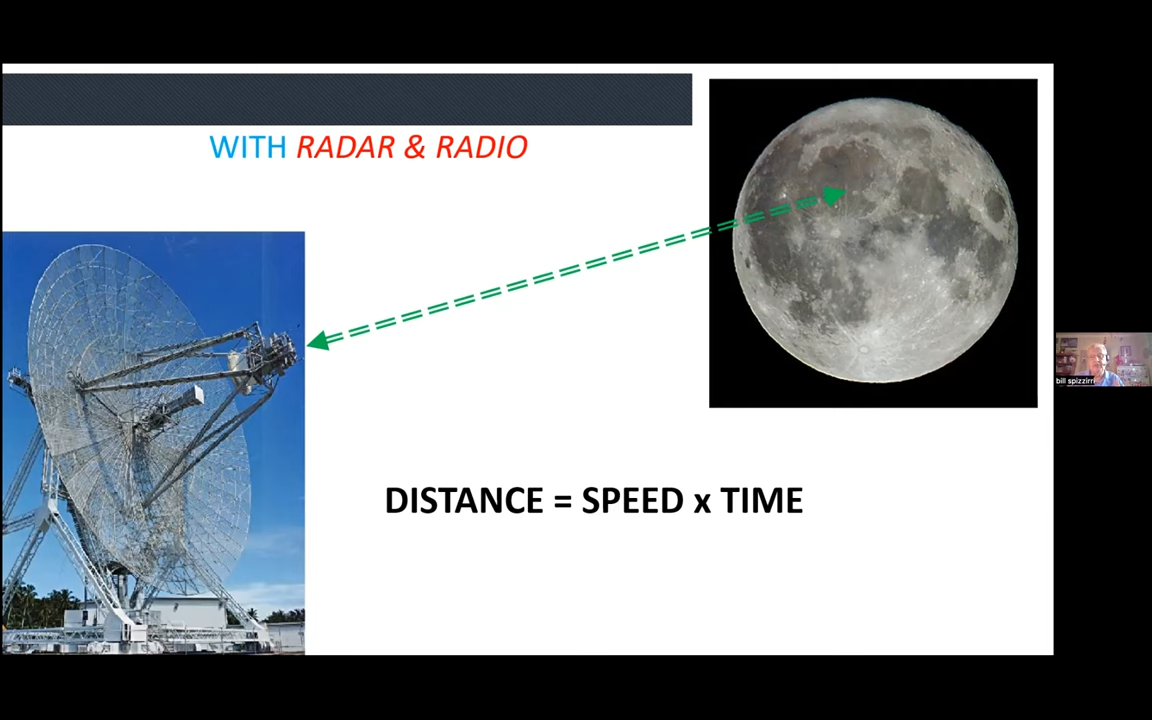 WITH RADAR & RADIO
DISTANCE = SPEED x TIME
bill spizzirri